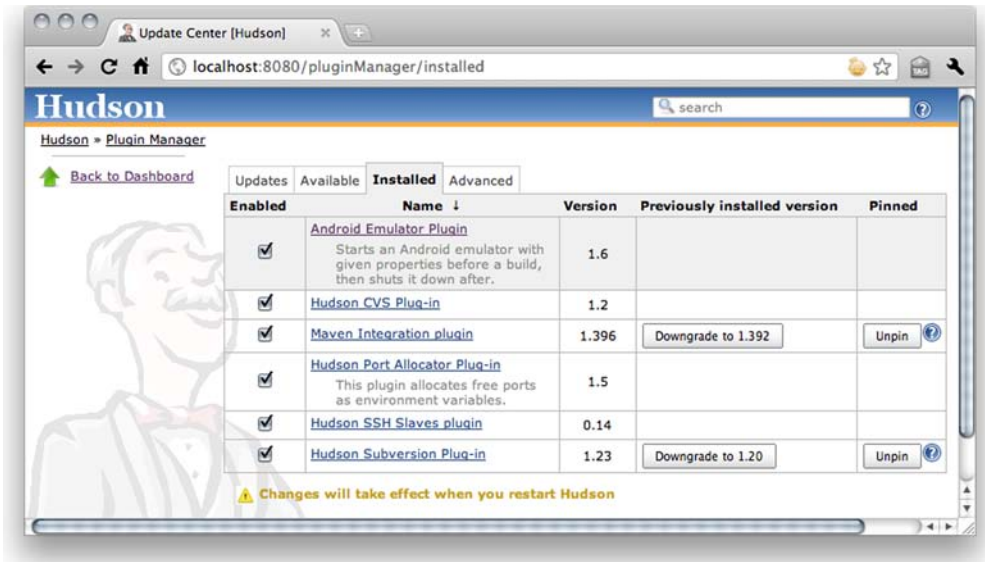 Update Center [Hudson]
localhost:8080/pluginManager/installed
Hudson
search
Hudson » Plugin Manager
Back to Dashboard
Updates Available Installed Advanced
Enabled Name ↓ Version Previously installed version Pinned
Android Emulator Plugin
Starts an Android emulator with
given properties before a build,
then shuts it down after.
1.6
Hudson CVS Plug-in 1.2
Maven Integration plugin 1.396 Downgrade to 1.392 Unpin ?
Hudson Port Allocator Plug-in
This plugin allocates free ports
as environment variables.
1.5
Hudson SSH Slaves plugin 0.14
Hudson Subversion Plug-in 1.23 Downgrade to 1.20 Unpin ?
Changes will take effect when you restart Hudson